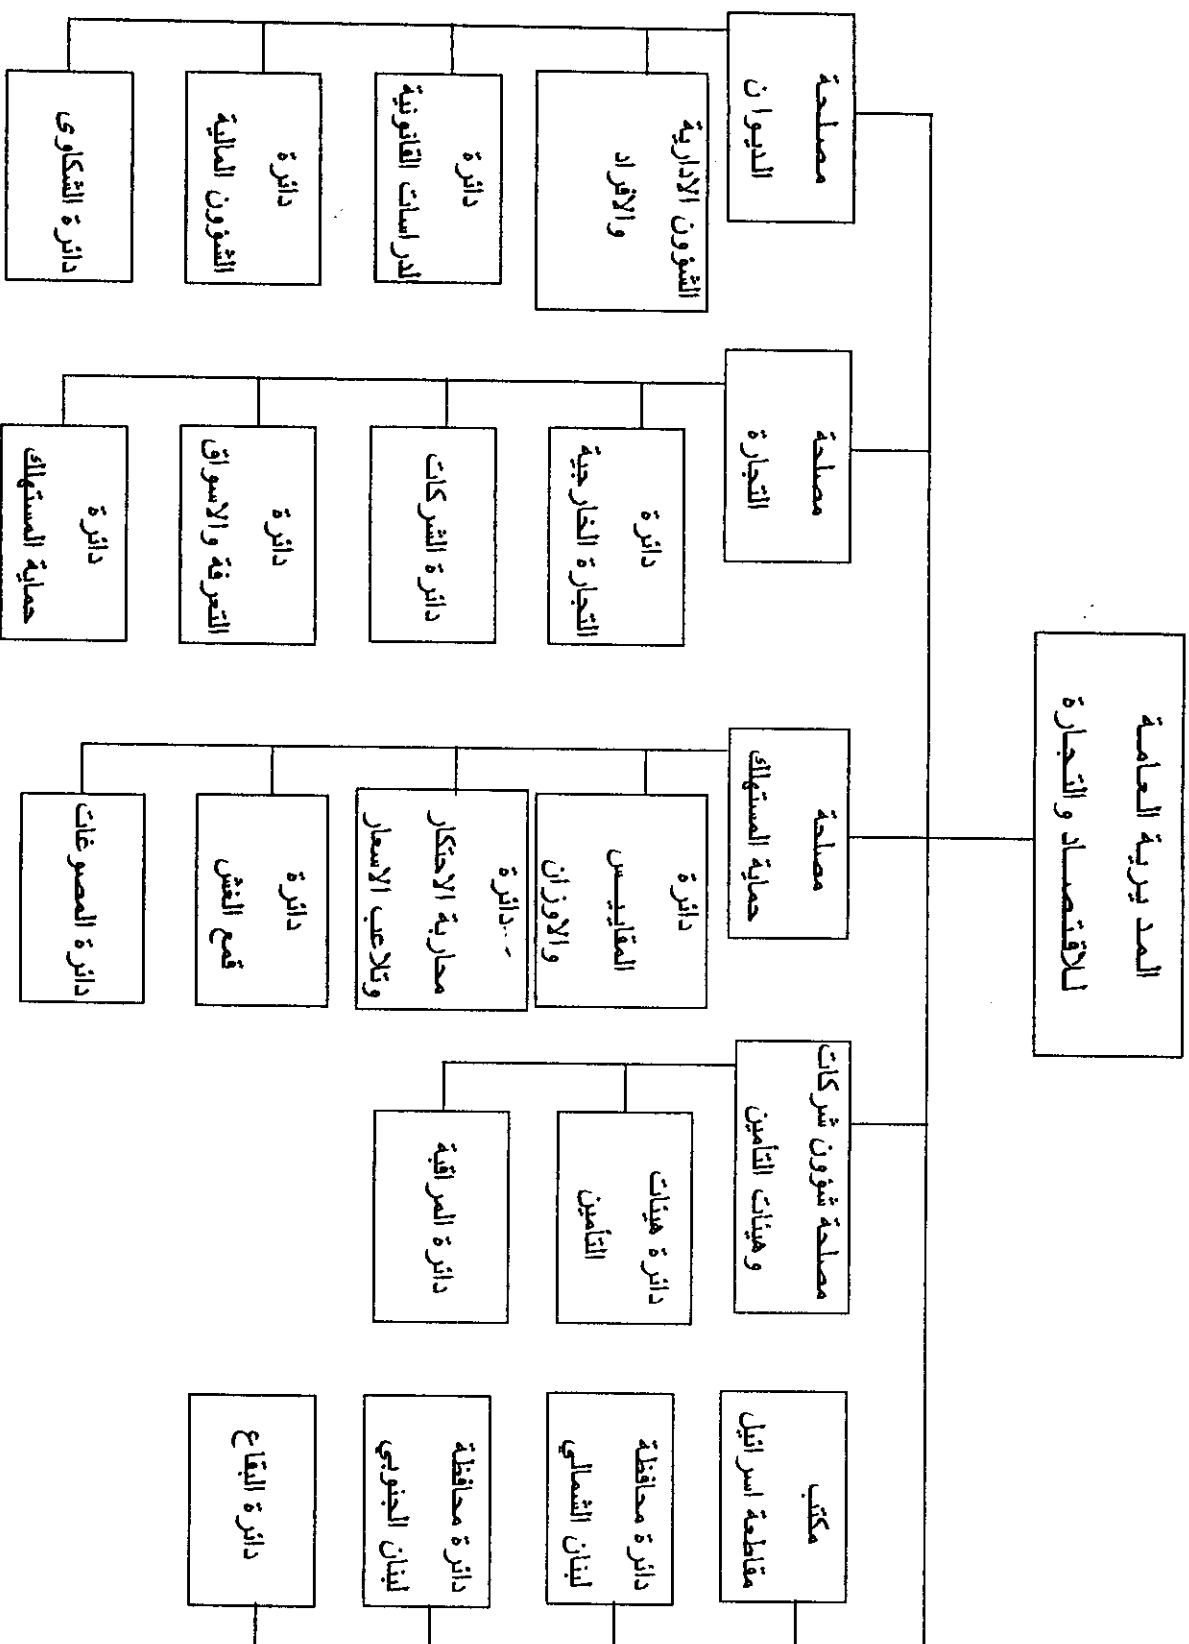 المديرية العامة
للاقتصاد والتجارة
مصلحة
الديوان
الشؤون الادارية
والافراد
دائرة
الدراسات القانونية
دائرة
الشؤون المالية
دائرة الشكاوى
مصلحة
التجارة
دائرة
التجارة الخارجية
دائرة الشركات
دائرة
التعرفة والاسواق
دائرة
حماية المستهلك
مصلحة
حماية المستهلك
دائرة
المقاييس
والاوزان
دائرة
محاربة الاحتكار
وتلاعب الاسعار
دائرة
قمع الغش
دائرة المصوغات
مصلحة شؤون شركات
وهيئات التأمين
دائرة هيئات
التأمين
دائرة المراقبة
مكتب
مقاطعة اسرائيل
دائرة محافظة
لبنان الشمالي
دائرة محافظة
لبنان الجنوبي
دائرة البقاع